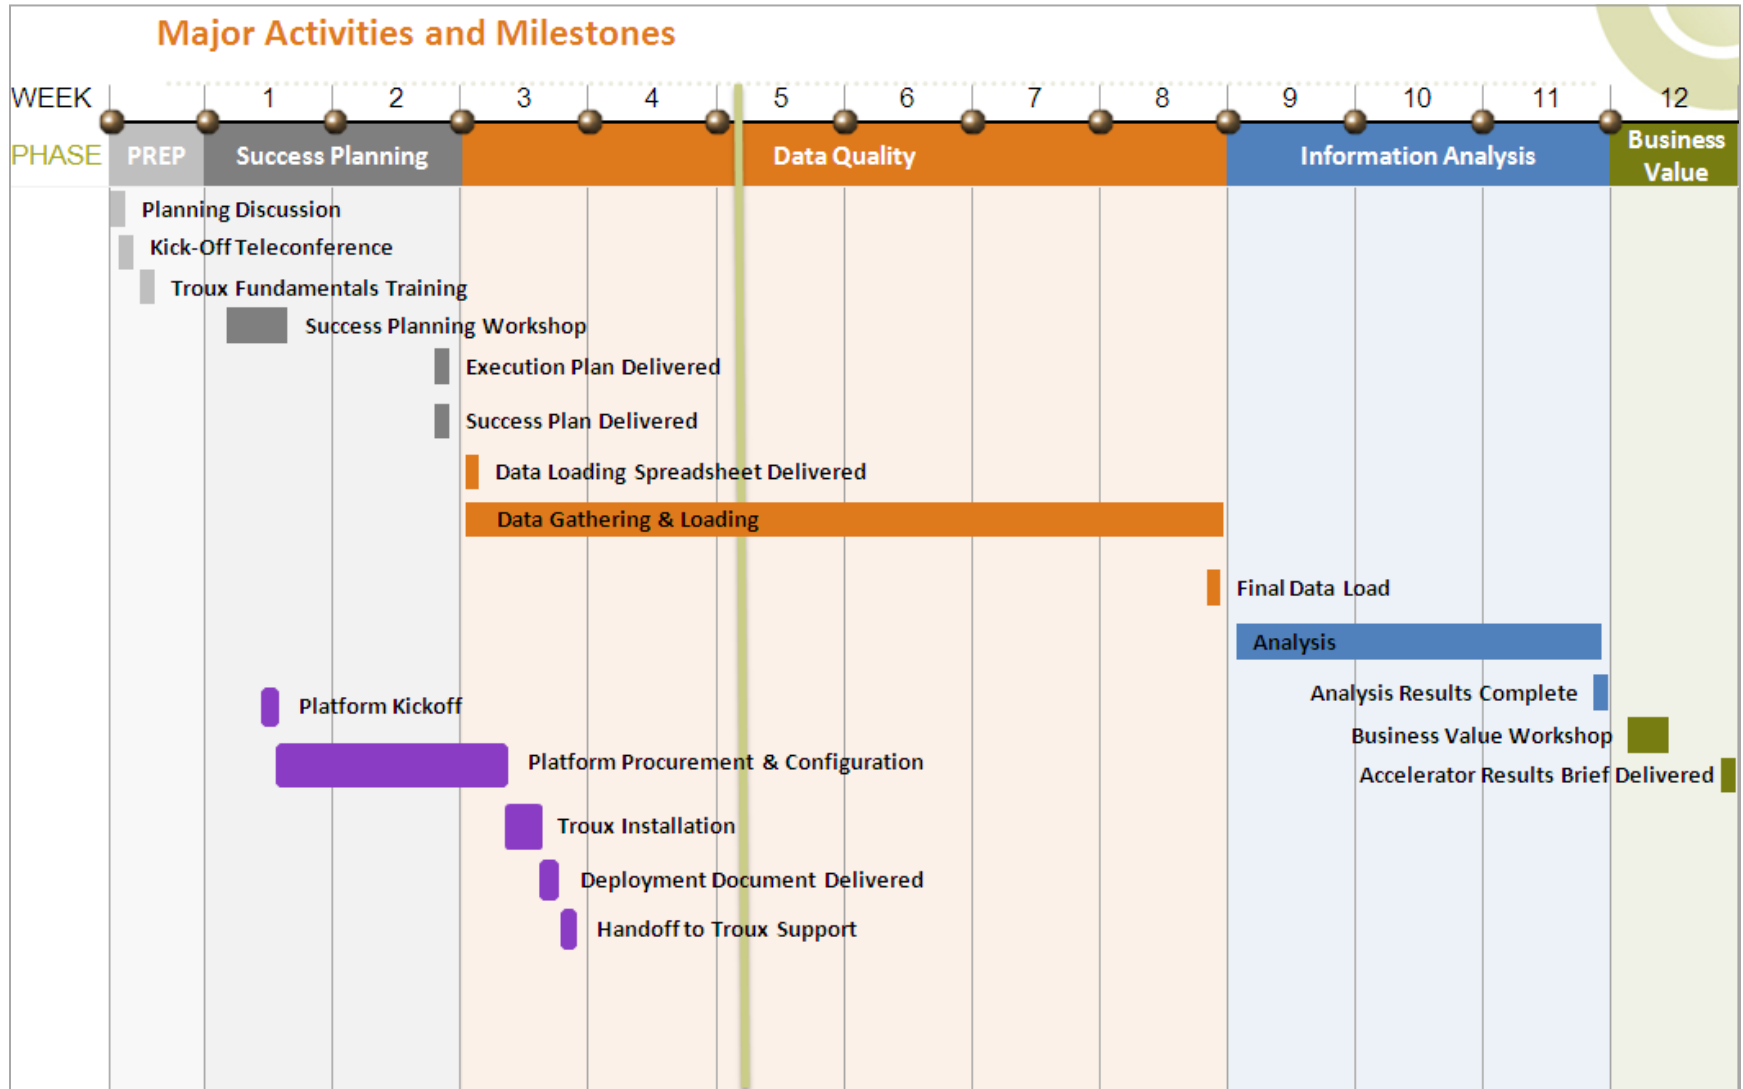 Major Activities and Milestones
WEEK 1 2 3 4 5 6 7 8 9 10 11 12
PHASE PREP Success Planning Data Quality Information Analysis Business Value
Planning Discussion
Kick-Off Teleconference
Troux Fundamentals Training
Success Planning Workshop
Execution Plan Delivered
Success Plan Delivered
Data Loading Spreadsheet Delivered
Data Gathering & Loading
Final Data Load
Analysis
Analysis Results Complete
Platform Kickoff
Business Value Workshop
Platform Procurement & Configuration
Accelerator Results Brief Delivered
Troux Installation
Deployment Document Delivered
Handoff to Troux Support